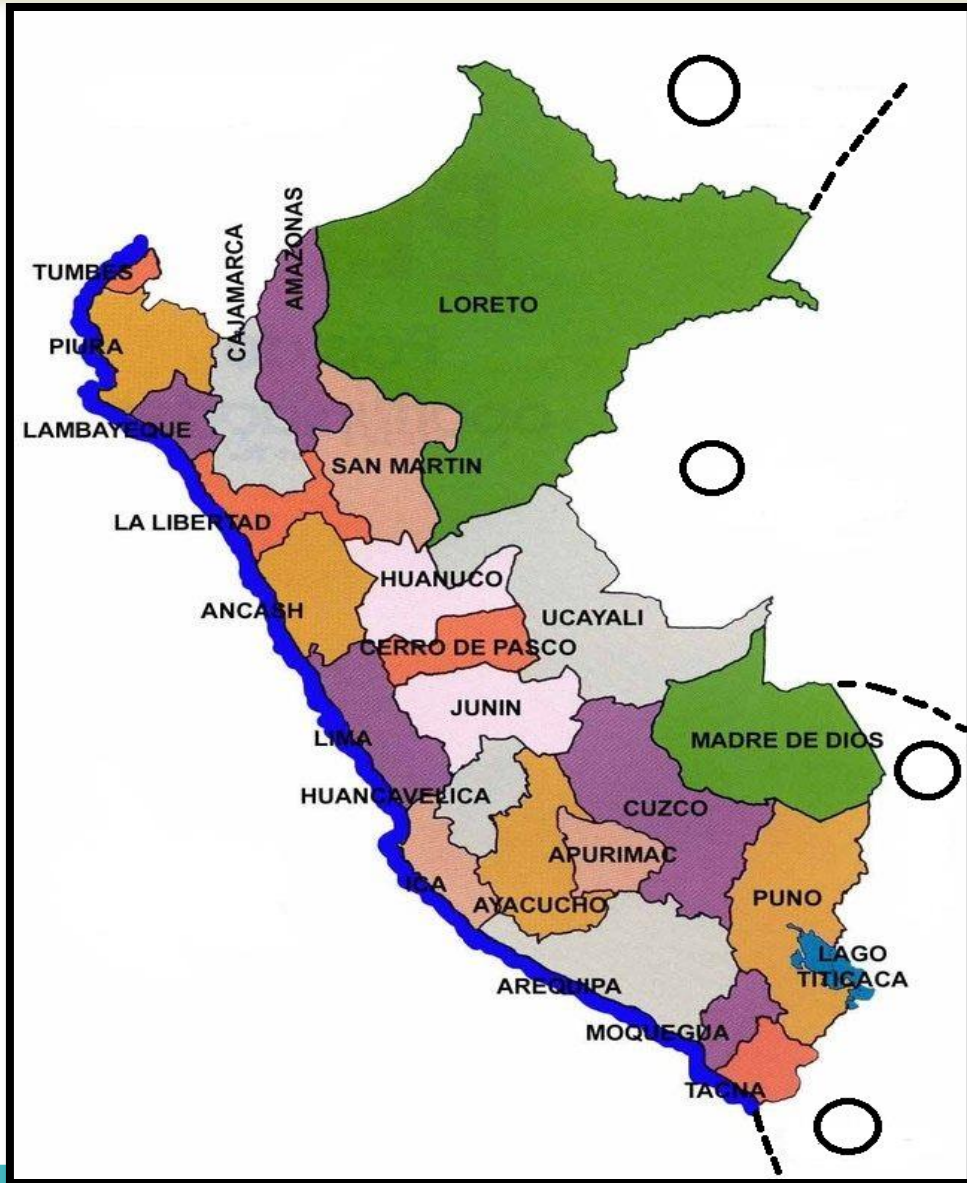 CAJAMARCA
AMAZONAS
TUMBES
LORETO
PIURA
LAMBAYEQUE
SAN MARTIN
LA LIBERTAD
HUANUCO
ANCASH
UCAYALI
CERRO DE PASCO
JUNIN
LIMA
MADRE DE DIOS
HUANCAVELICA
CUZCO
APURIMAC
ICA
AYACUCHO
PUNO
LAGO
TITICACA
AREQUIPA
MOQUEGUA
TACNA